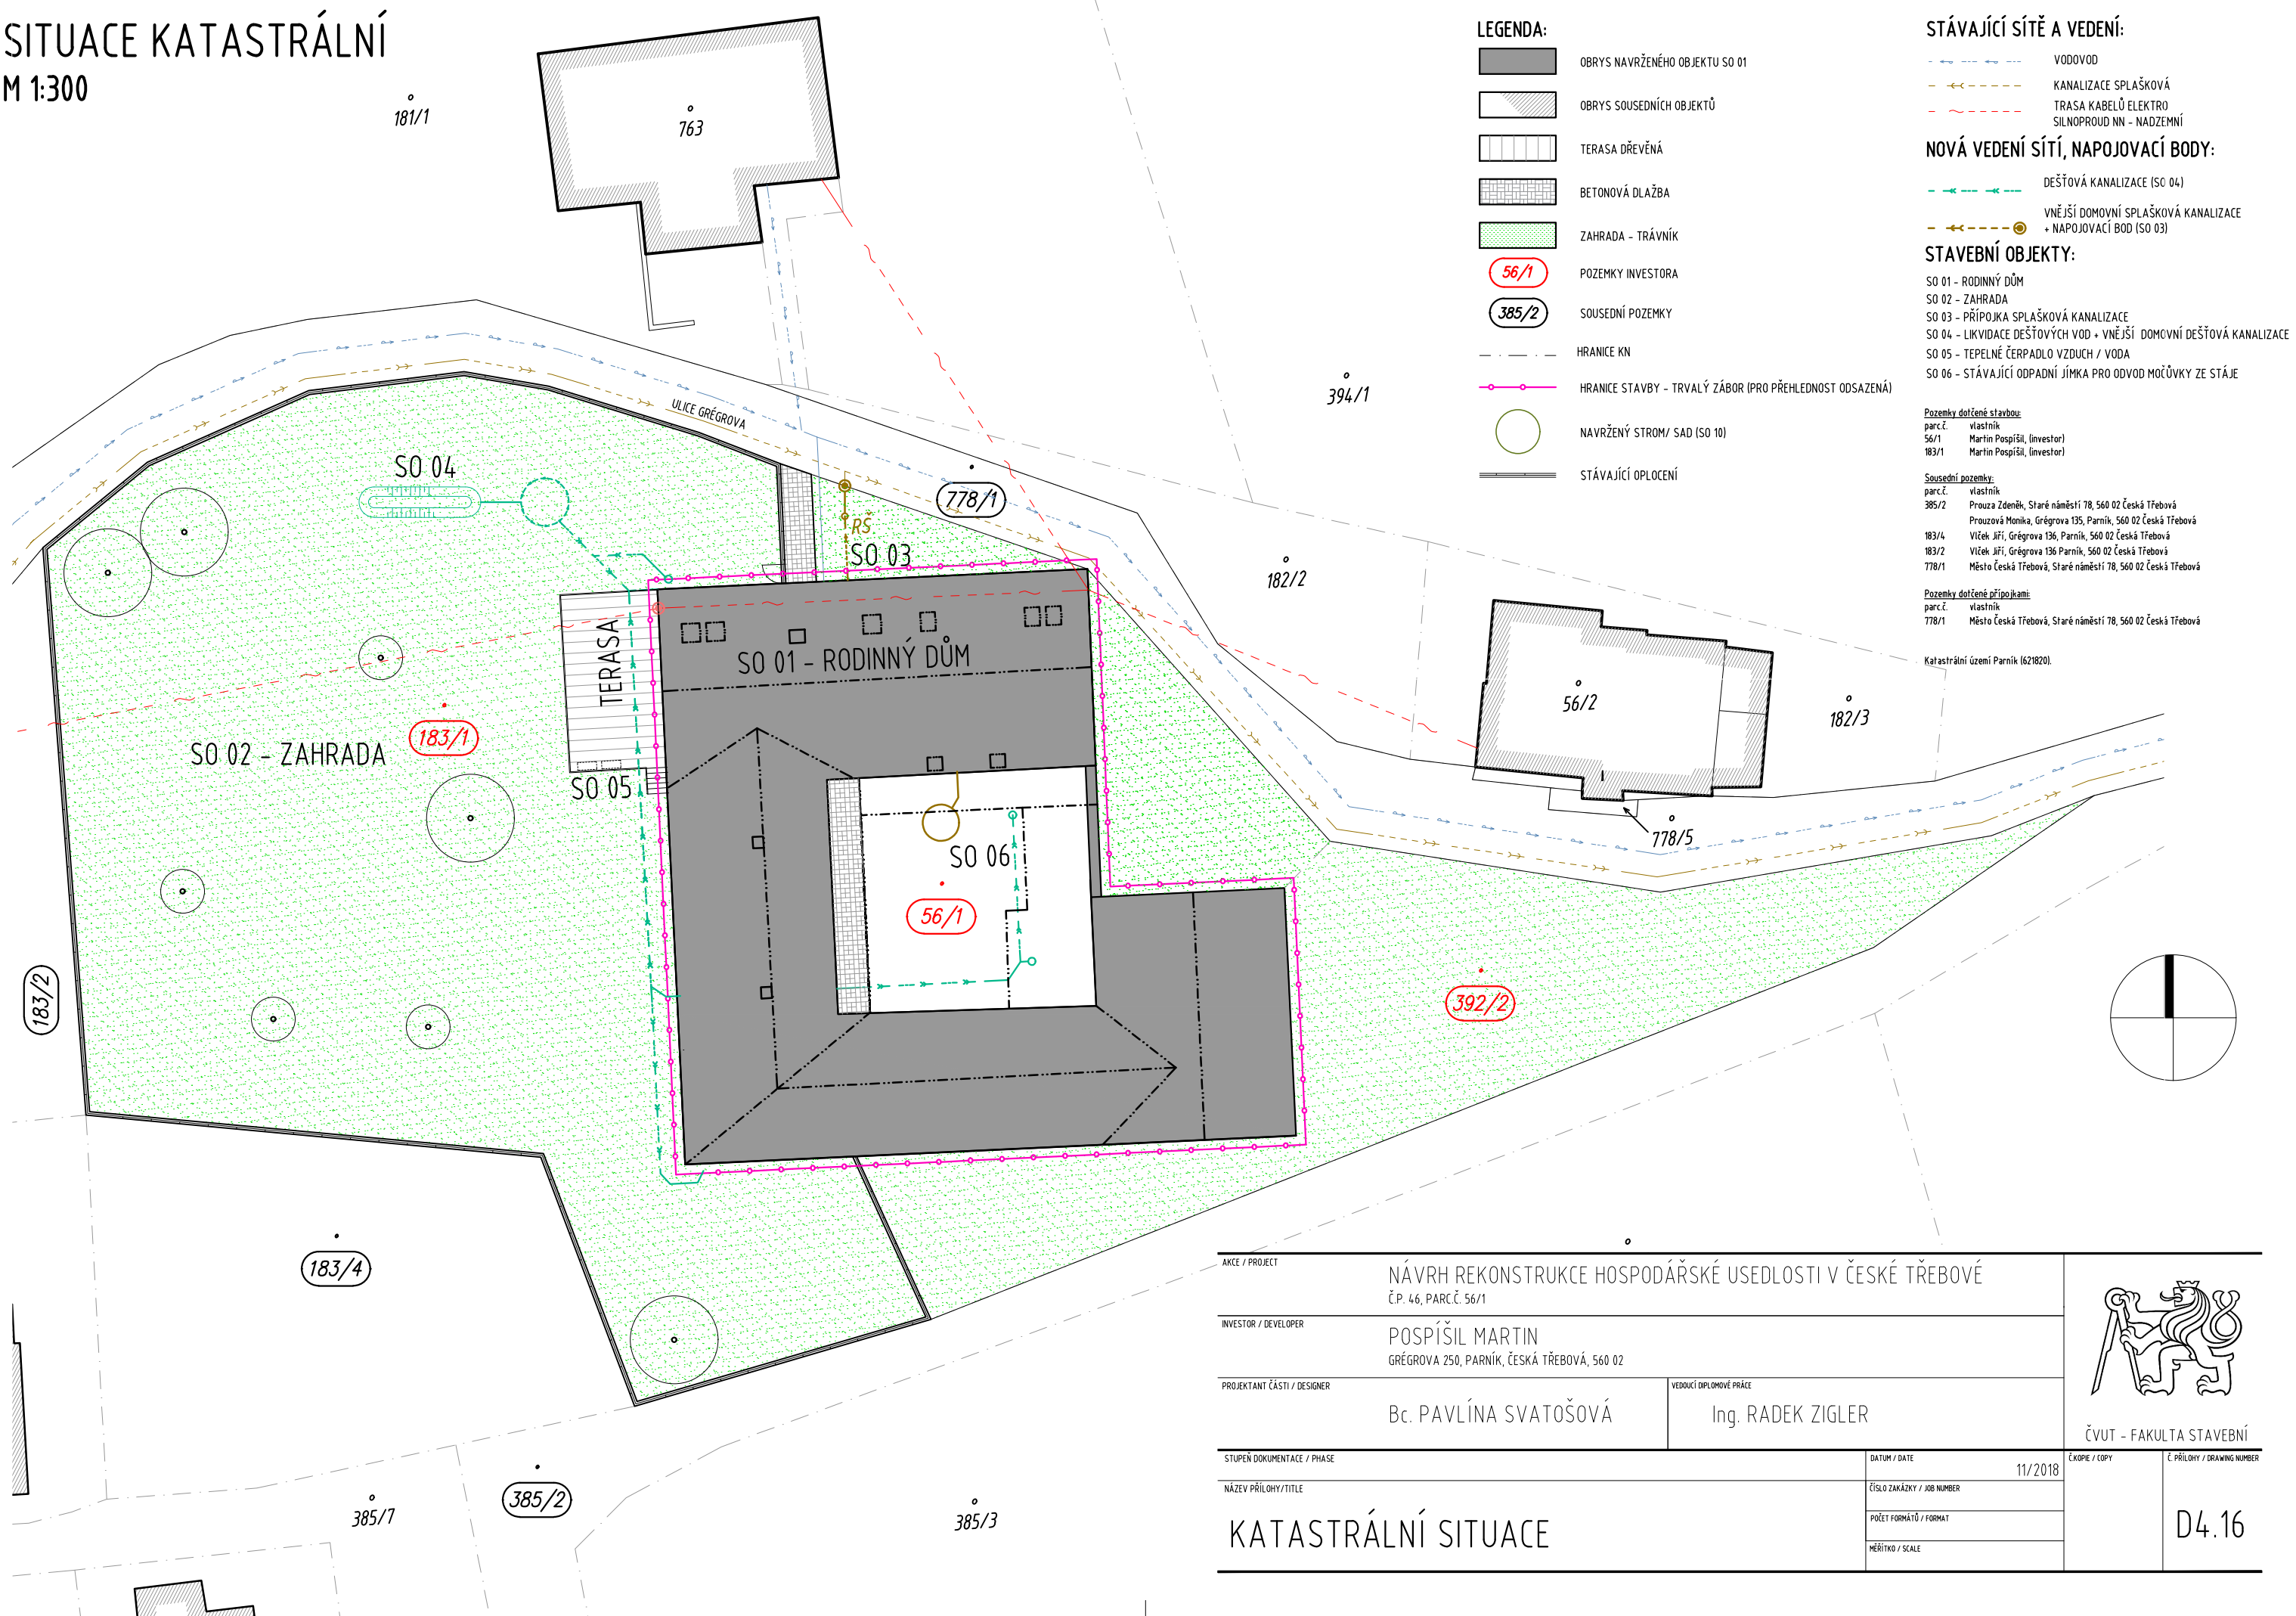 SITUACE KATASTRÁLNÍ
M 1:300
181/1
763
ULICE GRÉGROVA
SO 04
RŠ
SO 03
778/1
394/1
182/2
TERASA
SO 01 - RODINNÝ DŮM
183/1
SO 02 - ZAHRADA
SO 05
SO 06
56/1
56/2
182/3
778/5
392/2
183/2
183/4
385/2
385/7
385/3
LEGENDA:
OBRYS NAVRŽENÉHO OBJEKTU SO 01
OBRYS SOUSEDNÍCH OBJEKTŮ
TERASA DŘEVĚNÁ
BETONOVÁ DLAŽBA
ZAHRADA - TRÁVNÍK
56/1 POZEMKY INVESTORA
385/2 SOUSEDNÍ POZEMKY
HRANICE KN
HRANICE STAVBY - TRVALÝ ZÁBOR (PRO PŘEHLEDNOST ODSAZENÁ)
NAVRŽENÝ STROM/ SAD (SO 10)
STÁVAJÍCÍ OPLOCENÍ
STÁVAJÍCÍ SÍTĚ A VEDENÍ:
VODOVOD
KANALIZACE SPLAŠKOVÁ
TRASA KABELŮ ELEKTRO
SILNOPROUD NN - NADZEMNÍ
NOVÁ VEDENÍ SÍTÍ, NAPOJOVACÍ BODY:
DEŠŤOVÁ KANALIZACE (SO 04)
VNĚJŠÍ DOMOVNÍ SPLAŠKOVÁ KANALIZACE
+ NAPOJOVACÍ BOD (SO 03)
STAVEBNÍ OBJEKTY:
SO 01 - RODINNÝ DŮM
SO 02 - ZAHRADA
SO 03 - PŘÍPOJKA SPLAŠKOVÁ KANALIZACE
SO 04 - LIKVIDACE DEŠŤOVÝCH VOD + VNĚJŠÍ DOMOVNÍ DEŠŤOVÁ KANALIZACE
SO 05 - TEPELNÉ ČERPADLO VZDUCH / VODA
SO 06 - STÁVAJÍCÍ ODPADNÍ JÍMKA PRO ODVOD MOČŮVKY ZE STÁJE
Pozemky dotčené stavbou:
parc.č. vlastník
56/1 Martin Pospíšil, (investor)
183/1 Martin Pospíšil, (investor)
Sousední pozemky:
parc.č. vlastník
385/2 Prouza Zdeněk, Staré náměstí 78, 560 02 Česká Třebová
Prouzová Monika, Grégrova 135, Parník, 560 02 Česká Třebová
183/4 Vlček Jiří, Grégrova 136, Parník, 560 02 Česká Třebová
183/2 Vlček Jiří, Grégrova 136 Parník, 560 02 Česká Třebová
778/1 Město Česká Třebová, Staré náměstí 78, 560 02 Česká Třebová
Pozemky dotčené přípojkami:
parc.č. vlastník
778/1 Město Česká Třebová, Staré náměstí 78, 560 02 Česká Třebová
Katastrální území Parník (621820).
AKCE / PROJECT
NÁVRH REKONSTRUKCE HOSPODÁŘSKÉ USEDLOSTI V ČESKÉ TŘEBOVÉ
Č.P. 46, PARC.Č. 56/1
INVESTOR / DEVELOPER
POSPÍŠIL MARTIN
GRÉGROVA 250, PARNÍK, ČESKÁ TŘEBOVÁ, 560 02
PROJEKTANT ČÁSTI / DESIGNER
Bc. PAVLÍNA SVATOŠOVÁ
VEDOUCÍ DIPLOMOVÉ PRÁCE
Ing. RADEK ZIGLER
ČVUT - FAKULTA STAVEBNÍ
STUPEŇ DOKUMENTACE / PHASE
DATUM / DATE
11/2018
Č.KOPIE / COPY
Č. PŘÍLOHY / DRAWING NUMBER
NÁZEV PŘÍLOHY/TITLE
KATASTRÁLNÍ SITUACE
ČÍSLO ZAKÁZKY / JOB NUMBER
POČET FORMÁTŮ / FORMAT
MĚŘÍTKO / SCALE
D4.16